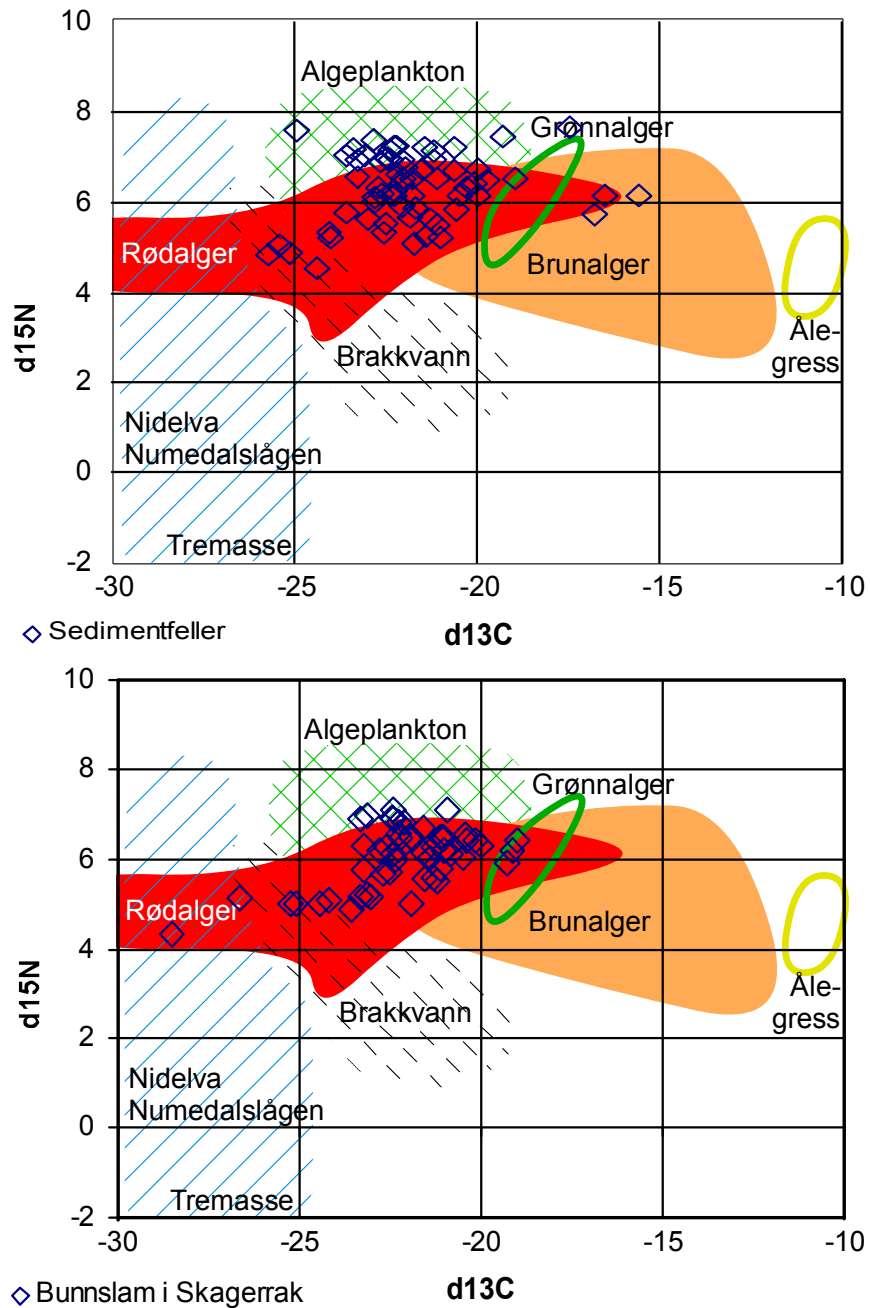 10
Algeplankton
8
Grønnalger
6
Rødalger
Brunalger
4
d15N
Åle-
gress
Brakkvann
2
Nidelva
Numedalslågen
0
Tremasse
-2
-30
-25
-20
-15
-10
Sedimentfeller
d13C
10
Algeplankton
8
Grønnalger
6
Rødalger
Brunalger
4
d15N
Åle-
gress
Brakkvann
2
Nidelva
Numedalslågen
0
Tremasse
-2
-30
-25
-20
-15
-10
d13C
Bunnslam i Skagerrak